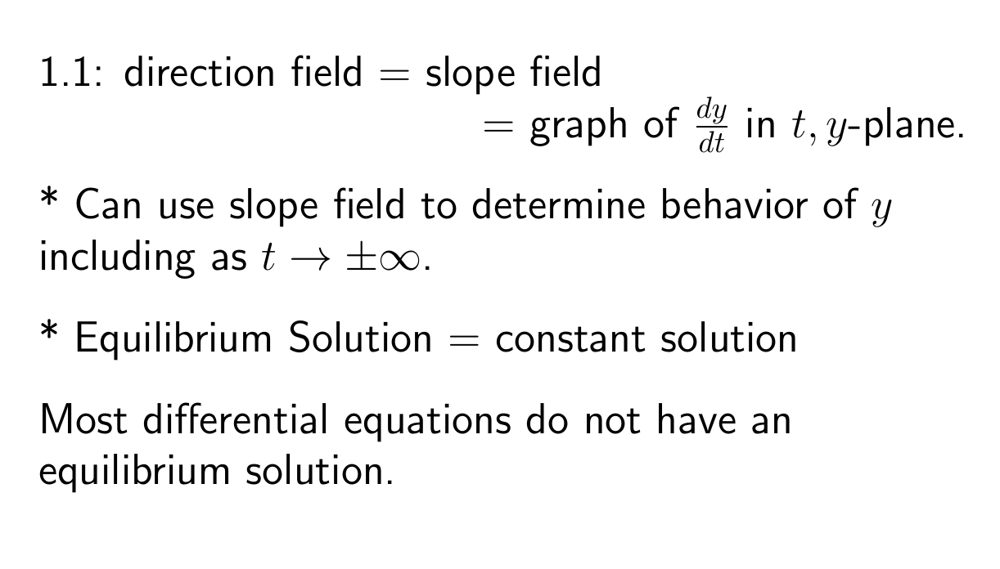 1.1: direction field = slope field
= graph of $\frac{dy}{dt}$ in $t, y$-plane.
* Can use slope field to determine behavior of $y$
including as $t \to \pm\infty$.
* Equilibrium Solution = constant solution
Most differential equations do not have an
equilibrium solution.